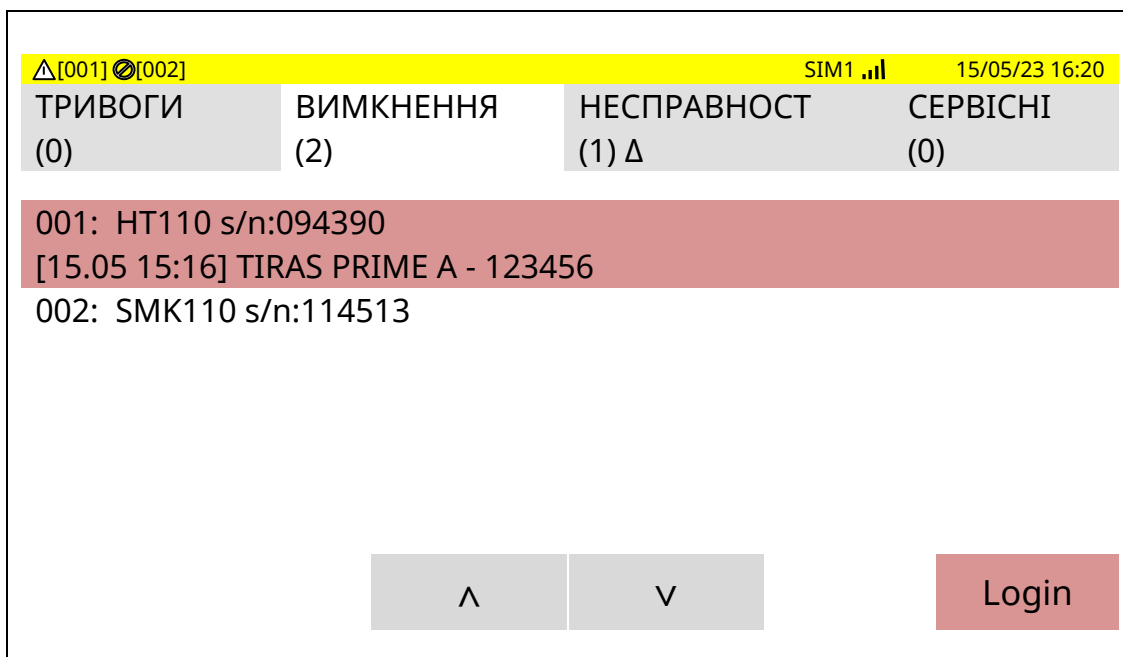 ⚠[001] [002] SIM1 15/05/23 16:20
ТРИВОГИ ВИМКНЕННЯ НЕСПРАВНОСТ СЕРВІСНІ
(0) (2) (1) Δ (0)
001: HT110 s/n:094390
[15.05 15:16] TIRAS PRIME A - 123456
002: SMK110 s/n:114513
˄ ˅ Login